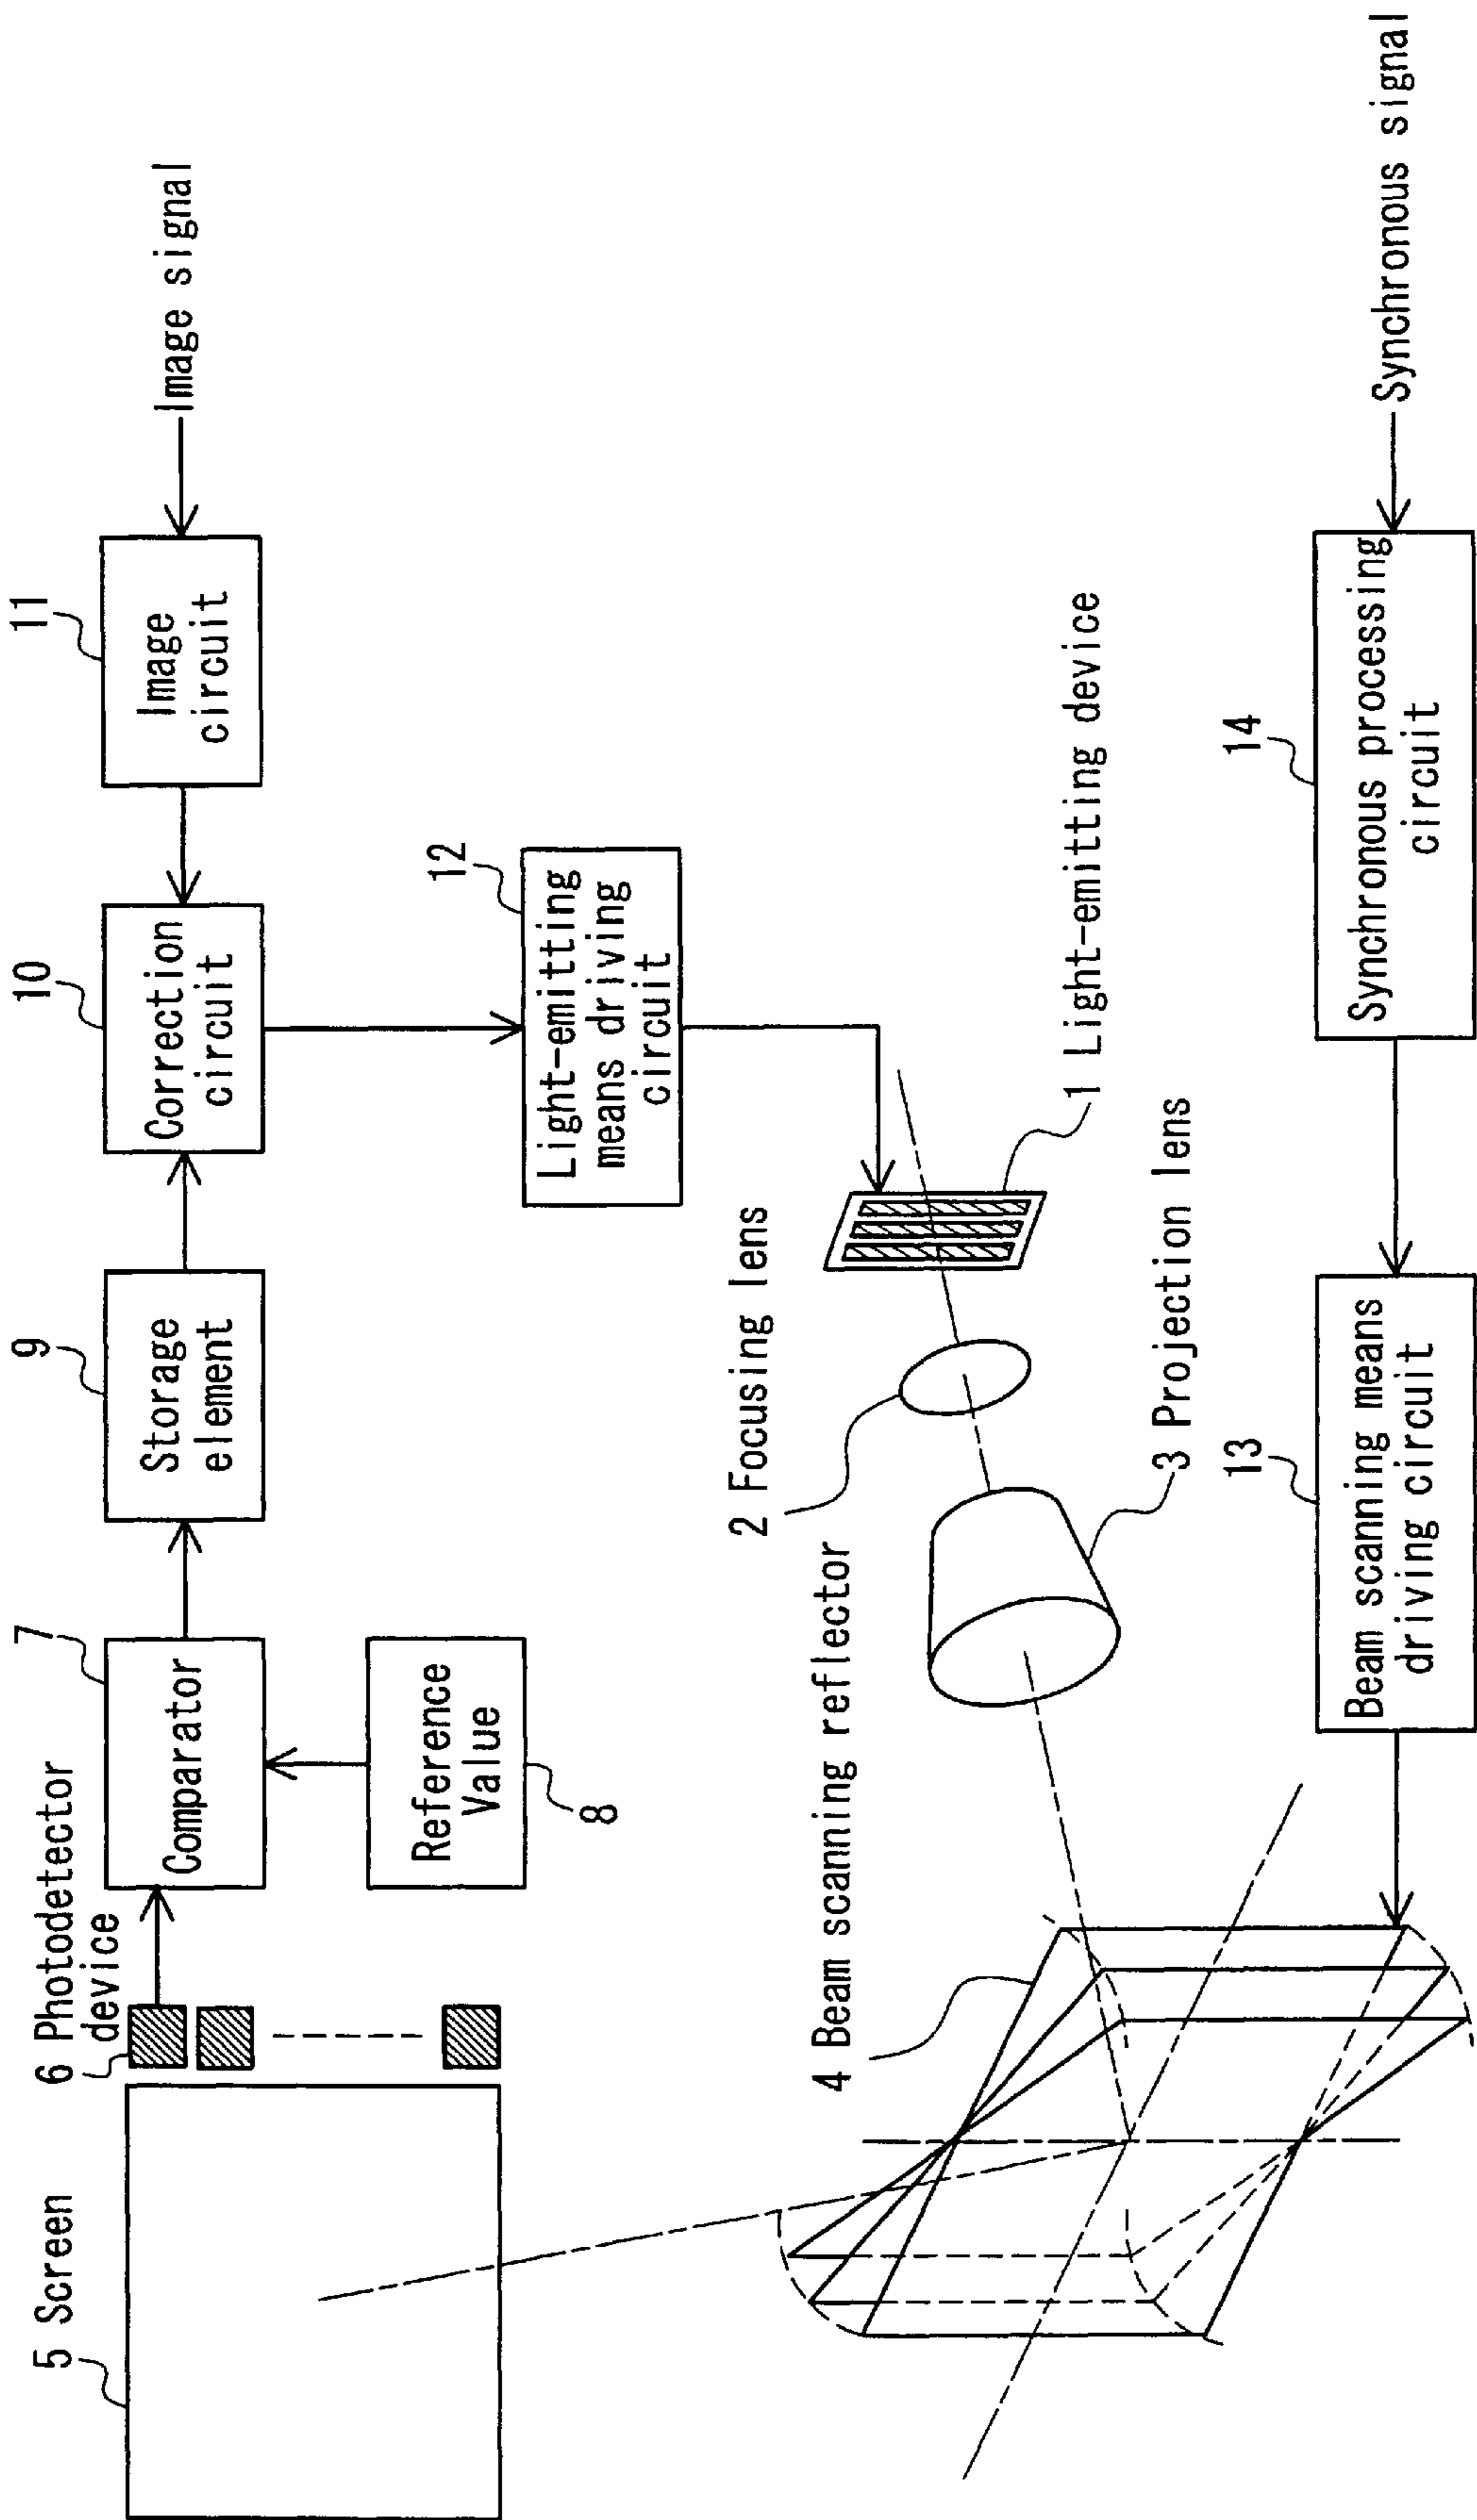 5 Screen
6 Photodetector
device
7
Comparator
Reference
Value
8
9
Storage
element
10
Correction
circuit
11
Image
circuit
Image signal
12
Light-emitting
means driving
circuit
4 Beam scanning reflector
2 Focusing lens
3 Projection lens
1 Light-emitting device
13
Beam scanning means
driving circuit
14
Synchronous processing
circuit
Synchronous signal